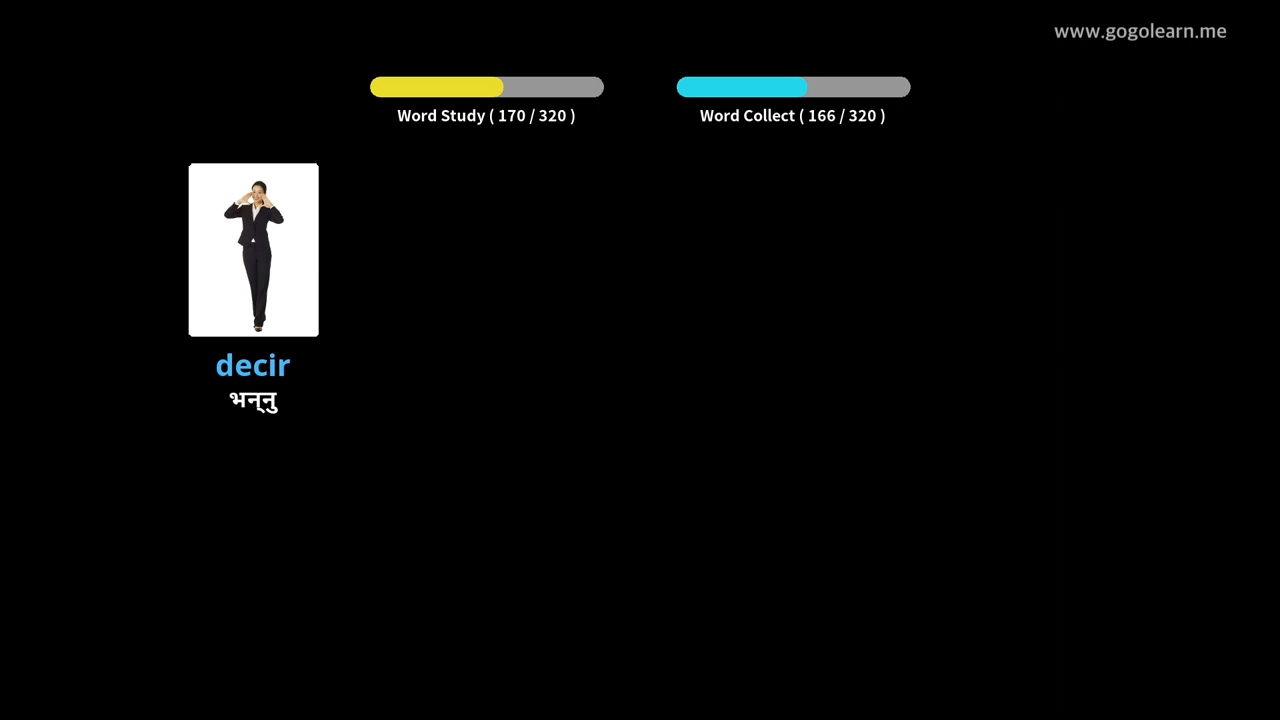 www.gogolearn.me
Word Study ( 170 / 320 )
Word Collect ( 166 / 320 )
decir
भन्‌नु